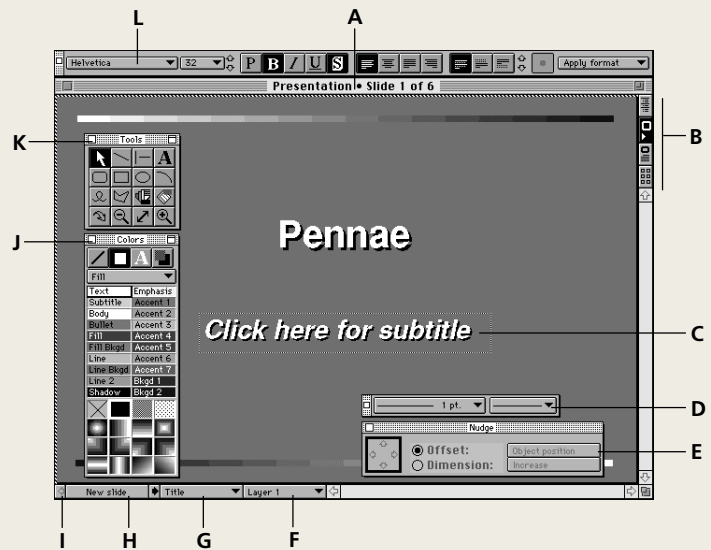 L A
Helvetica 32 P B I U S Apply format
Presentation • Slide 1 of 6
B
K Tools
A
Pennae
J Colors
A
Fill
Text Emphasis
Subtitle Accent 1
Body Accent 2
Bullet Accent 3
Fill Accent 4
Fill Bkgd Accent 5
Line Accent 6
Line Bkgd Accent 7
Line 2 Bkgd 1
Shadow Bkgd 2
Click here for subtitle C
1 pt. D
Nudge
Offset: Object position E
Dimension: Increase
New slide Title Layer 1
I H G F